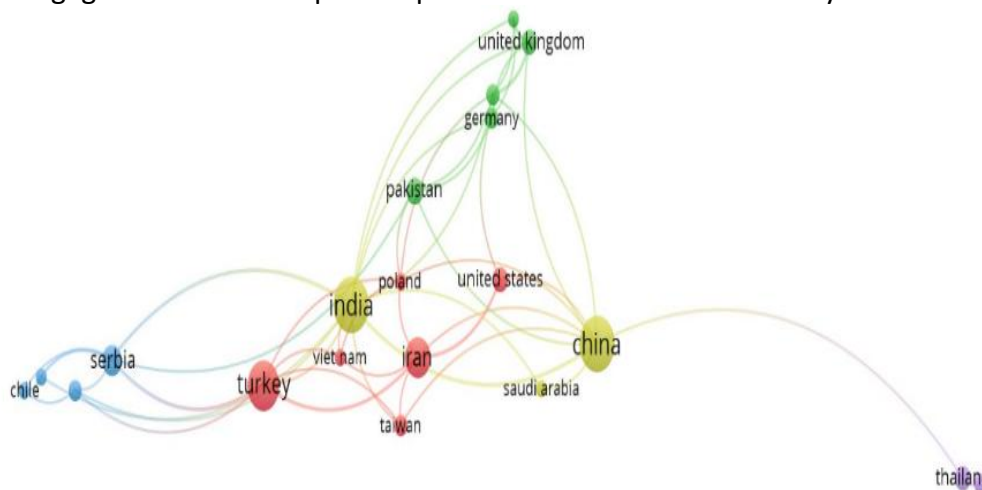 united kingdom
germany
pakistan
poland
united states
india
china
viet nam
iran
serbia
turkey
saudi arabia
chile
taiwan
thailan